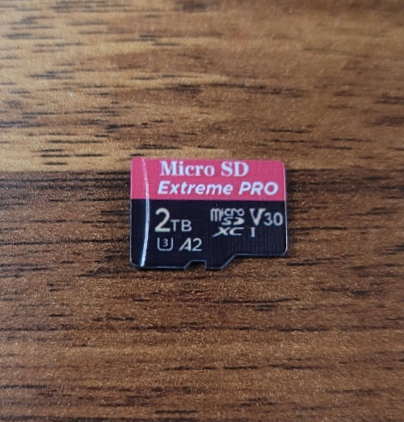 Micro SD
Extreme PRO
2TB micro SD XC I V30
3 A2